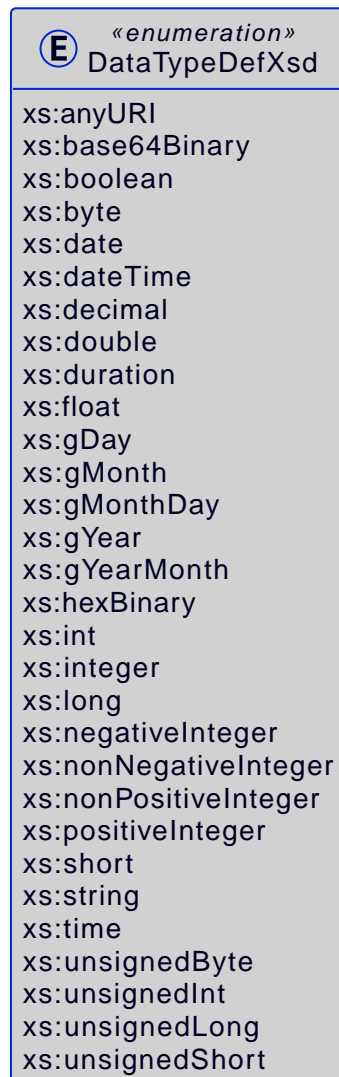 E
«enumeration»
DataTypeDefXsd
xs:anyURI
xs:base64Binary
xs:boolean
xs:byte
xs:date
xs:dateTime
xs:decimal
xs:double
xs:duration
xs:float
xs:gDay
xs:gMonth
xs:gMonthDay
xs:gYear
xs:gYearMonth
xs:hexBinary
xs:int
xs:integer
xs:long
xs:negativeInteger
xs:nonNegativeInteger
xs:nonPositiveInteger
xs:positiveInteger
xs:short
xs:string
xs:time
xs:unsignedByte
xs:unsignedInt
xs:unsignedLong
xs:unsignedShort